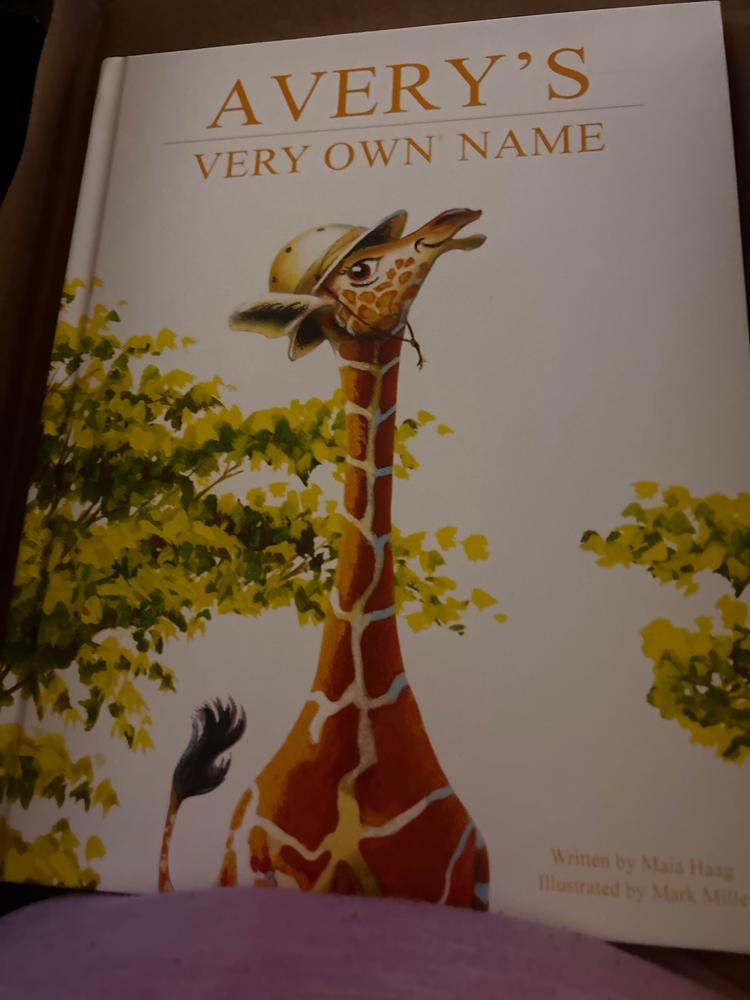 AVERY'S
VERY OWN® NAME
Written by Maia Haag
Illustrated by Mark Mille